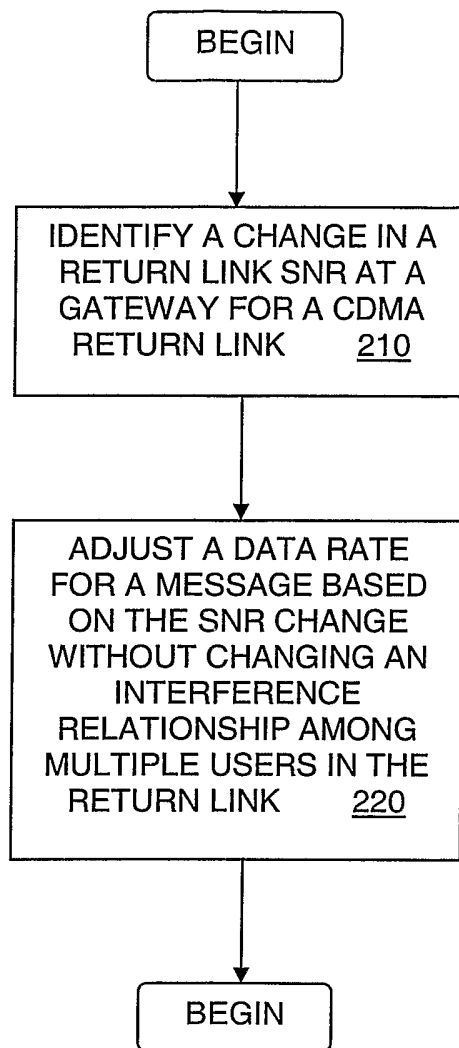 BEGIN
IDENTIFY A CHANGE IN A
RETURN LINK SNR AT A
GATEWAY FOR A CDMA
RETURN LINK 210
ADJUST A DATA RATE
FOR A MESSAGE BASED
ON THE SNR CHANGE
WITHOUT CHANGING AN
INTERFERENCE
RELATIONSHIP AMONG
MULTIPLE USERS IN THE
RETURN LINK 220
BEGIN